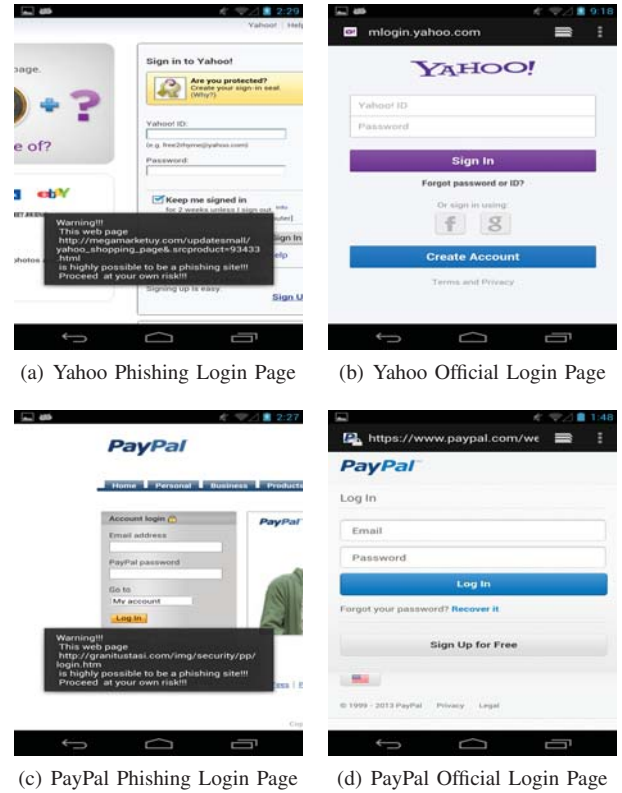 2:29
Yahoo! | Help
page.
Sign in to Yahoo!
Are you protected?
Create your sign-in seal.
(Why?)
+ ?
e of?
Yahoo! ID:
(e.g. free2rhyme@yahoo.com)
Password:
ebY
Keep me signed in
for 2 weeks unless I sign out.
Sign In
photos
Help
Warning!!!
This web page
http://megamarketuy.com/updatesmall/
yahoo_shopping_page&.srcproduct=93433
.html
is highly possible to be a phishing site!!!
Proceed at your own risk!!!
Signing up is easy
Sign U
(a) Yahoo Phishing Login Page
9:18
mlogin.yahoo.com
YAHOO!
Yahoo! ID
Password
Sign In
Forgot password or ID?
Or sign in using:
f g
Create Account
Terms and Privacy
(b) Yahoo Official Login Page
2:27
PayPal
Home Personal Business Products
Account login
Email address
PayPal password
Go to
My account
Log In
PayPal
Warning!!!
This web page
http://granitustasi.com/img/security/pp/
login.htm
is highly possible to be a phishing site!!!
Proceed at your own risk!!!
(c) PayPal Phishing Login Page
1:48
https://www.paypal.com/we
PayPal
Log In
Email
Password
Log In
Forgot your password? Recover it
Sign Up for Free
© 1999 - 2013 PayPal Privacy Legal
(d) PayPal Official Login Page